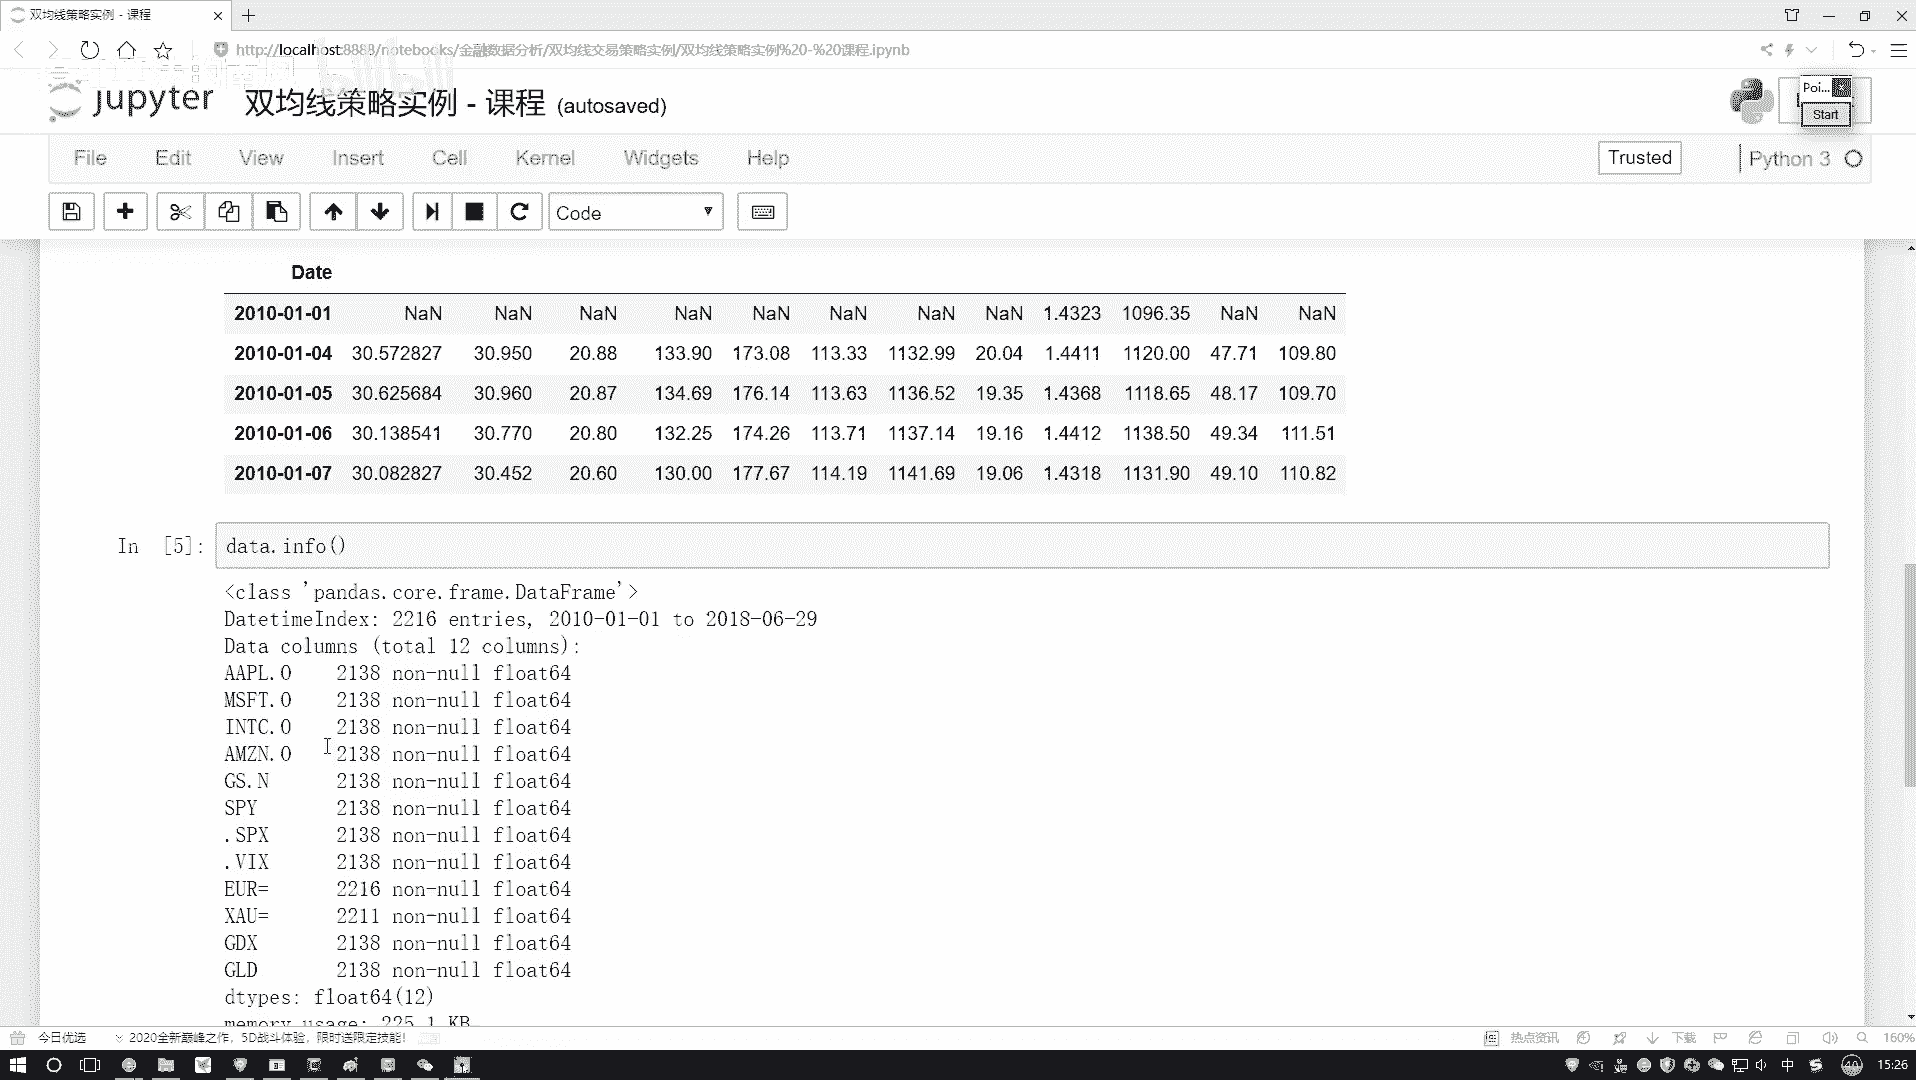 双均线策略实例 - 课程
http://localhost:8888/notebooks/金融数据分析/双均线交易策略实例/双均线策略实例%20-%20课程.ipynb
jupyter 双均线策略实例 - 课程 (autosaved)
Poi...
Start
File Edit View Insert Cell Kernel Widgets Help
Trusted
Python 3
Code
Date
2010-01-01 NaN NaN NaN NaN NaN NaN NaN NaN 1.4323 1096.35 NaN NaN
2010-01-04 30.572827 30.950 20.88 133.90 173.08 113.33 1132.99 20.04 1.4411 1120.00 47.71 109.80
2010-01-05 30.625684 30.960 20.87 134.69 176.14 113.63 1136.52 19.35 1.4368 1118.65 48.17 109.70
2010-01-06 30.138541 30.770 20.80 132.25 174.26 113.71 1137.14 19.16 1.4412 1138.50 49.34 111.51
2010-01-07 30.082827 30.452 20.60 130.00 177.67 114.19 1141.69 19.06 1.4318 1131.90 49.10 110.82
In [5]: data.info()
<class 'pandas.core.frame.DataFrame'>
DatetimeIndex: 2216 entries, 2010-01-01 to 2018-06-29
Data columns (total 12 columns):
AAPL.O 2138 non-null float64
MSFT.O 2138 non-null float64
INTC.O 2138 non-null float64
AMZN.O 2138 non-null float64
GS.N 2138 non-null float64
SPY 2138 non-null float64
.SPX 2138 non-null float64
.VIX 2138 non-null float64
EUR= 2216 non-null float64
XAU= 2211 non-null float64
GDX 2138 non-null float64
GLD 2138 non-null float64
dtypes: float64(12)
memory usage: 225.1 KB
今日优选 2020全新巅峰之作，5D战斗体验，限时送限定技能！ 热点资讯 下载 160%
中 40 15:26